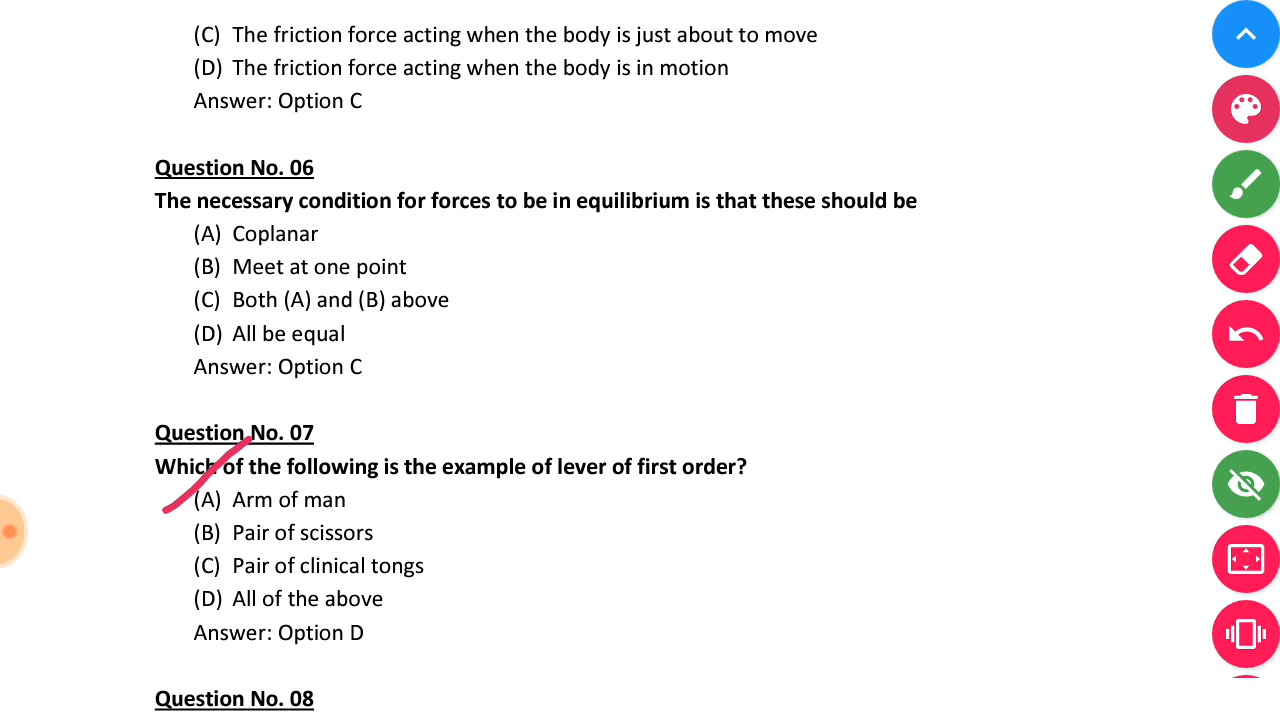 (C) The friction force acting when the body is just about to move
(D) The friction force acting when the body is in motion
Answer: Option C
Question No. 06
The necessary condition for forces to be in equilibrium is that these should be
(A) Coplanar
(B) Meet at one point
(C) Both (A) and (B) above
(D) All be equal
Answer: Option C
Question No. 07
Which of the following is the example of lever of first order?
(A) Arm of man
(B) Pair of scissors
(C) Pair of clinical tongs
(D) All of the above
Answer: Option D
Question No. 08